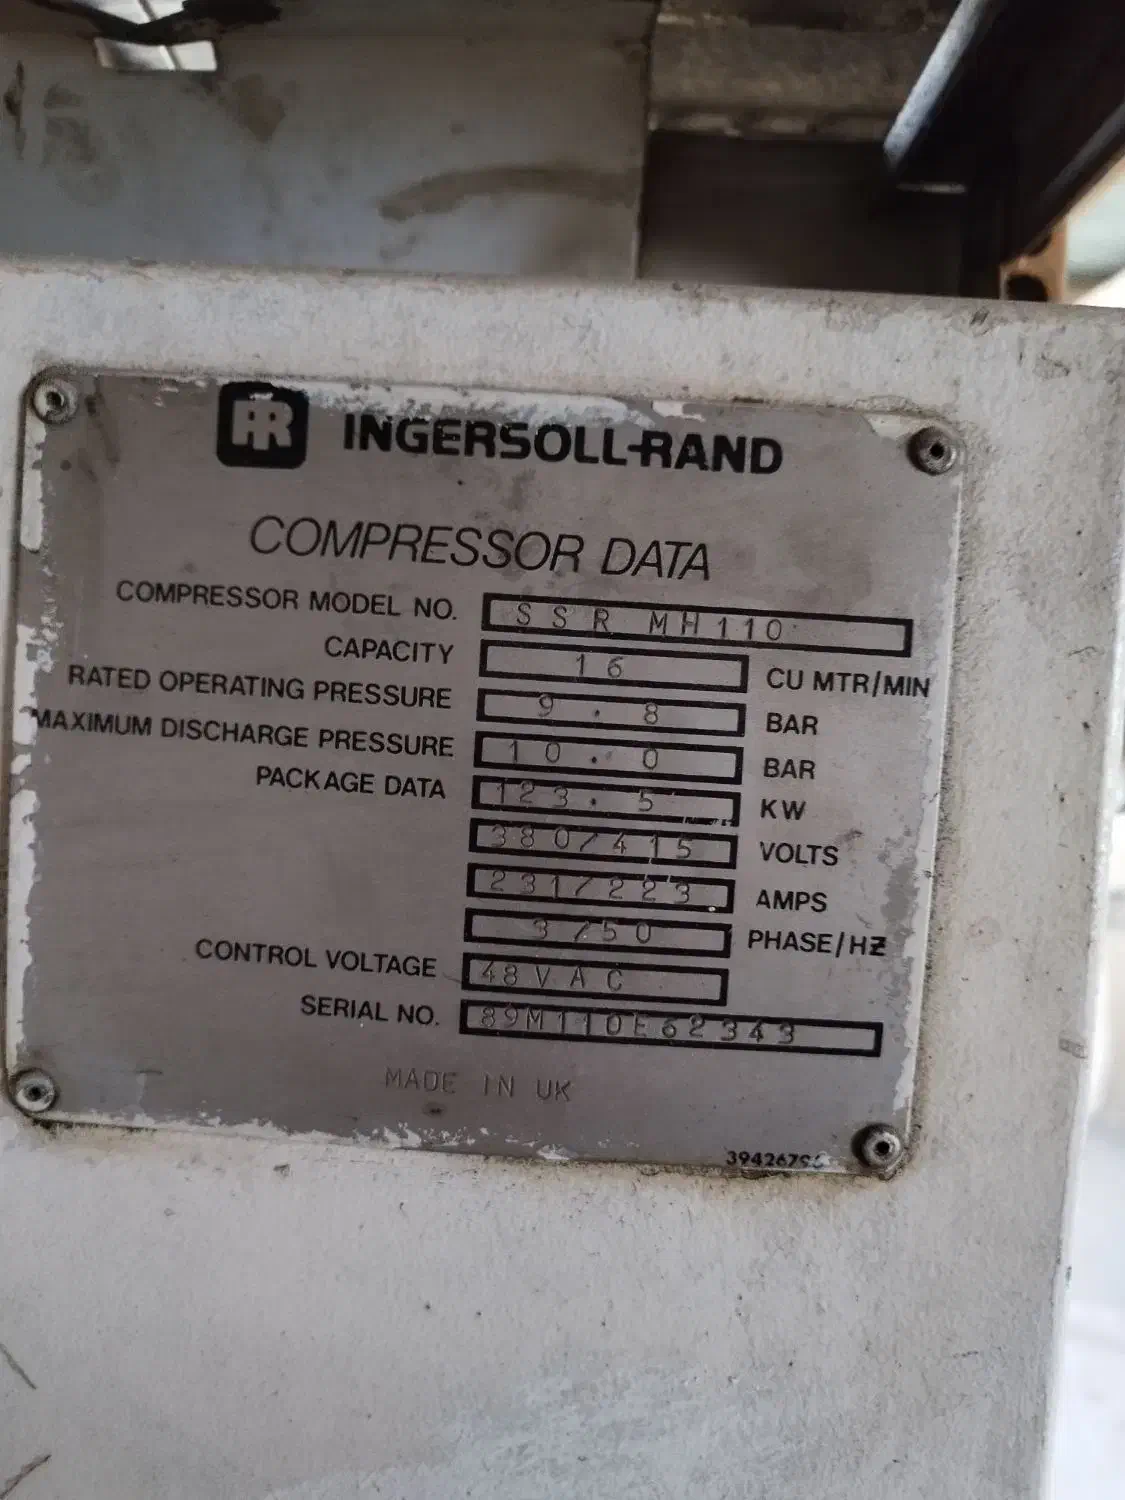 IR INGERSOLL-RAND
COMPRESSOR DATA
COMPRESSOR MODEL NO. SSR MH110
CAPACITY 16 CU MTR/MIN
RATED OPERATING PRESSURE 9.8 BAR
MAXIMUM DISCHARGE PRESSURE 10.0 BAR
PACKAGE DATA 123.5 KW
380/415 VOLTS
231/223 AMPS
3/50 PHASE/HZ
CONTROL VOLTAGE 48VAC
SERIAL NO. 89M110E62343
MADE IN UK